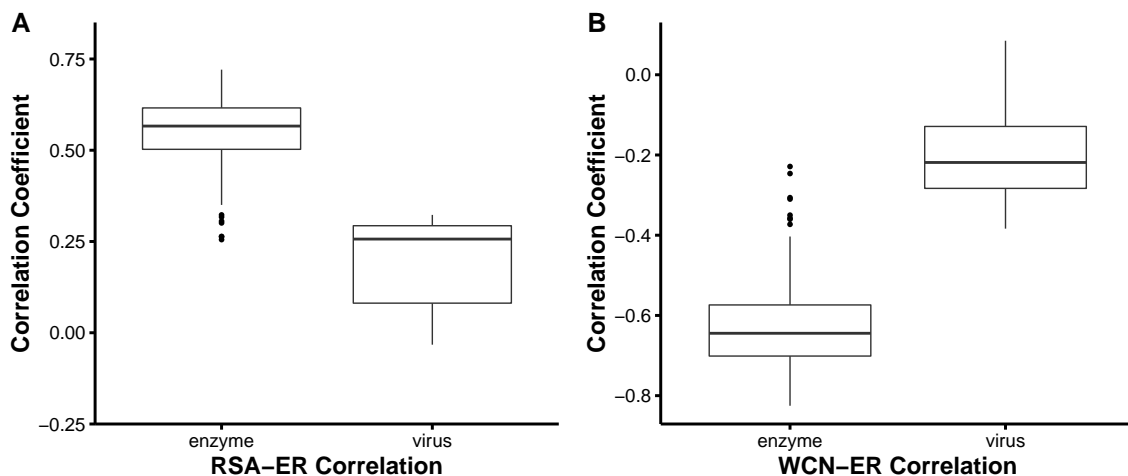 A
Correlation Coefficient
0.75
0.50
0.25
0.00
−0.25
enzyme virus
RSA−ER Correlation
B
Correlation Coefficient
0.0
−0.2
−0.4
−0.6
−0.8
enzyme virus
WCN−ER Correlation